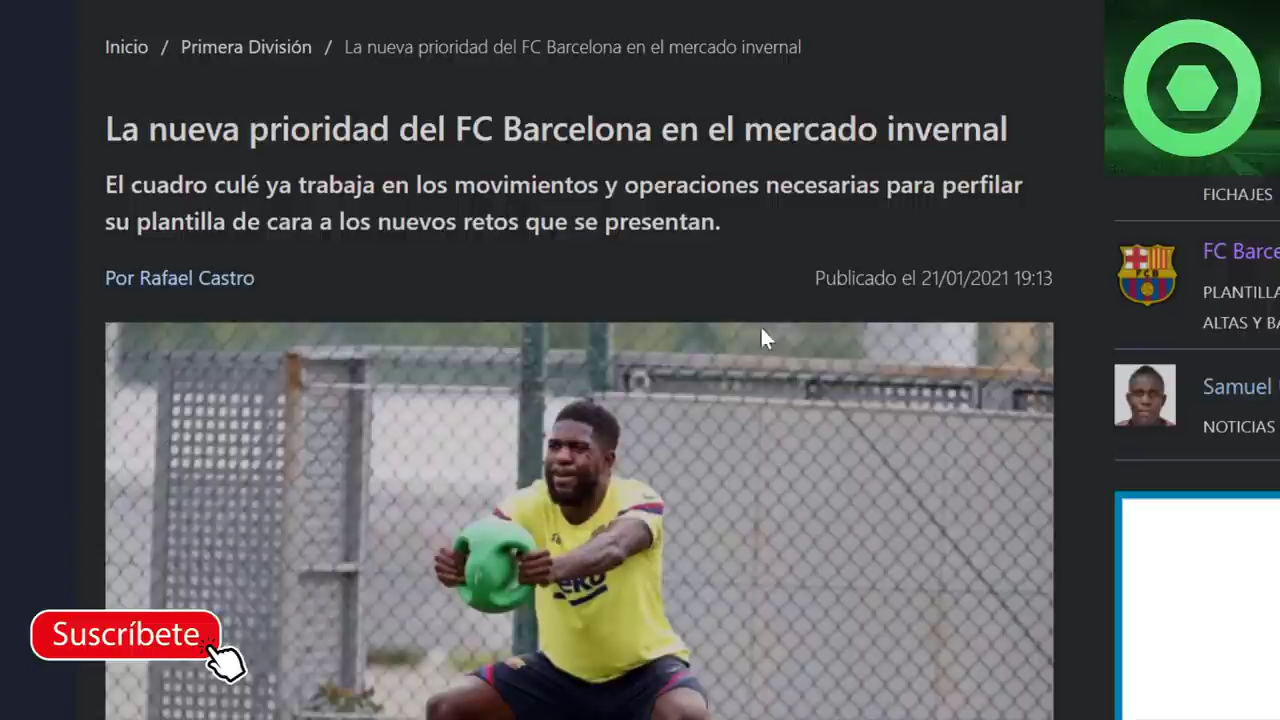 Inicio / Primera División / La nueva prioridad del FC Barcelona en el mercado invernal
La nueva prioridad del FC Barcelona en el mercado invernal
El cuadro culé ya trabaja en los movimientos y operaciones necesarias para perfilar
su plantilla de cara a los nuevos retos que se presentan.
Por Rafael Castro
Publicado el 21/01/2021 19:13
FICHAJES
FC Barce
PLANTILLA
ALTAS Y BA
Samuel
NOTICIAS
FCB
eko
Suscríbete